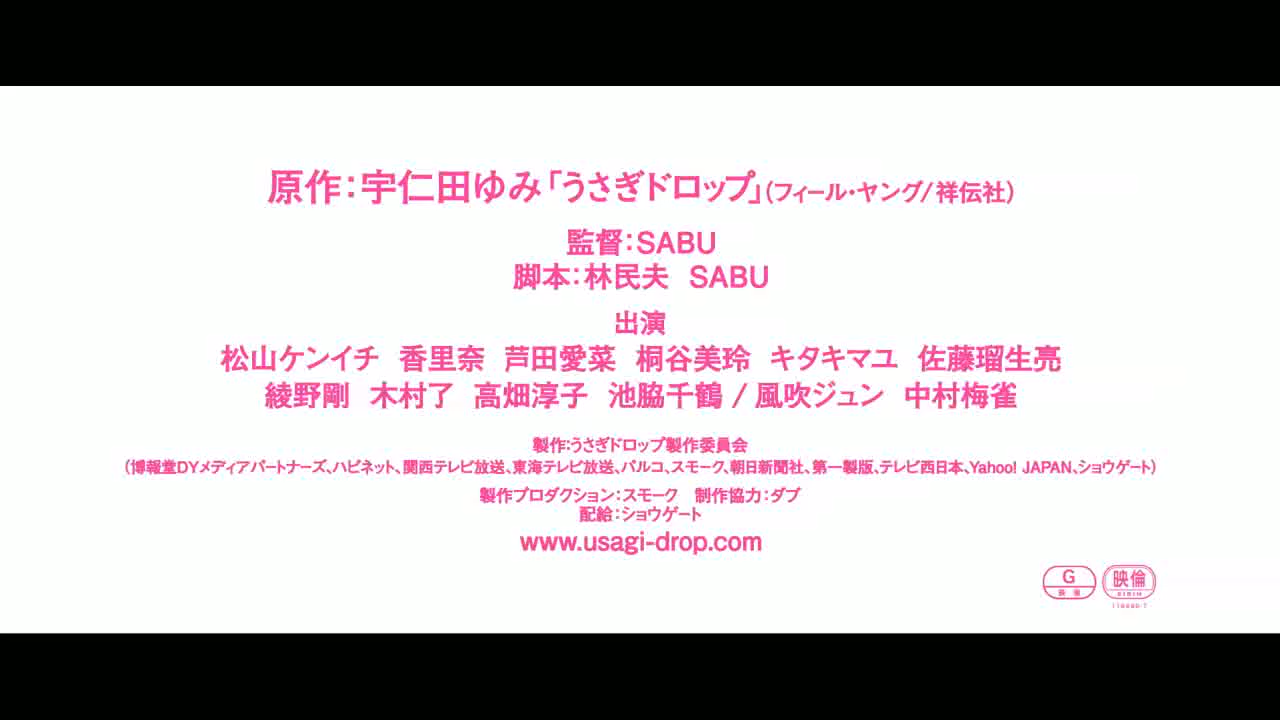 原作：宇仁田ゆみ「うさぎドロップ」（フィール・ヤング/祥伝社）
監督：SABU
脚本：林民夫　SABU
出演
松山ケンイチ　香里奈　芦田愛菜　桐谷美玲　キタキマユ　佐藤瑠生亮
綾野剛　木村了　高畑淳子　池脇千鶴 / 風吹ジュン　中村梅雀
製作：うさぎドロップ製作委員会
（博報堂DYメディアパートナーズ、ハピネット、関西テレビ放送、東海テレビ放送、パルコ、スモーク、朝日新聞社、第一製版、テレビ西日本、Yahoo! JAPAN、ショウゲート）
製作プロダクション：スモーク　制作協力：ダブ
配給：ショウゲート
www.usagi-drop.com
G 映倫
映倫 EIRIN